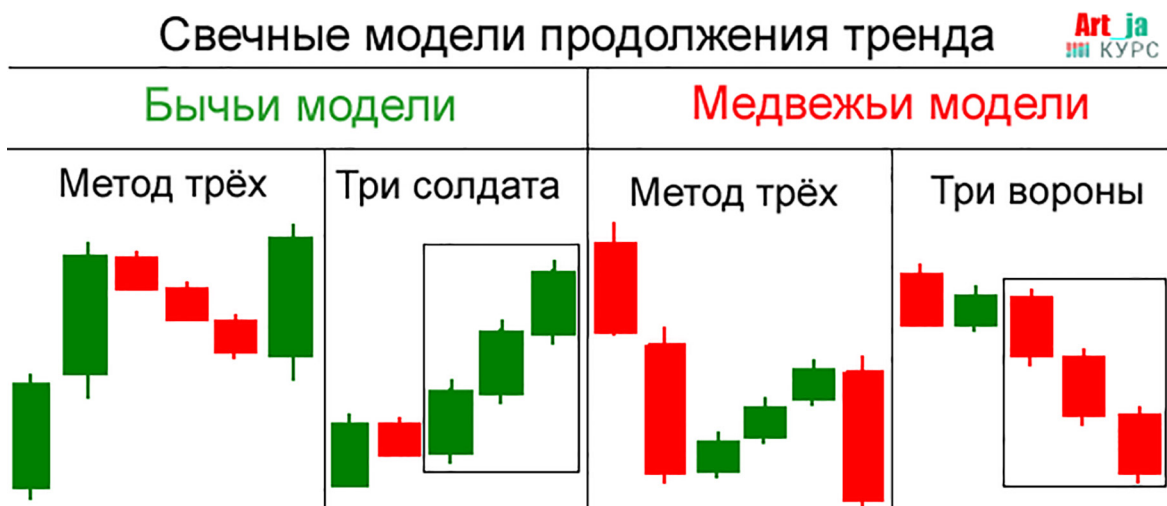 Свечные модели продолжения тренда
Art_ja
КУРС
Бычьи модели
Медвежьи модели
Метод трёх
Три солдата
Метод трёх
Три вороны